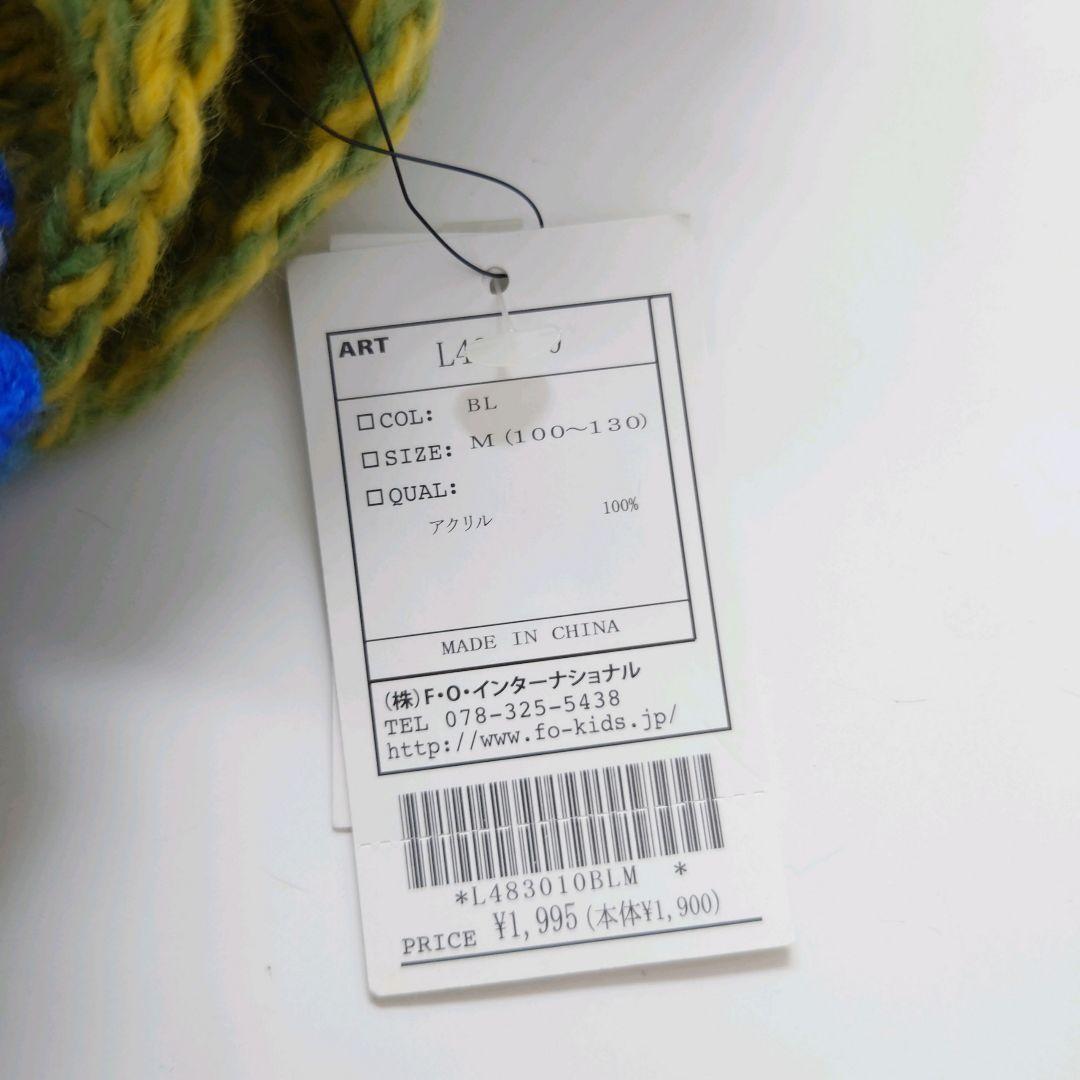 ART
□COL: BL
□SIZE: M (100～130)
□QUAL:
アクリル 100%
MADE IN CHINA
(株)F・O・インターナショナル
TEL 078-325-5438
http://www.fo-kids.jp/
*L483010BLM *
PRICE ¥1,995(本体¥1,900)